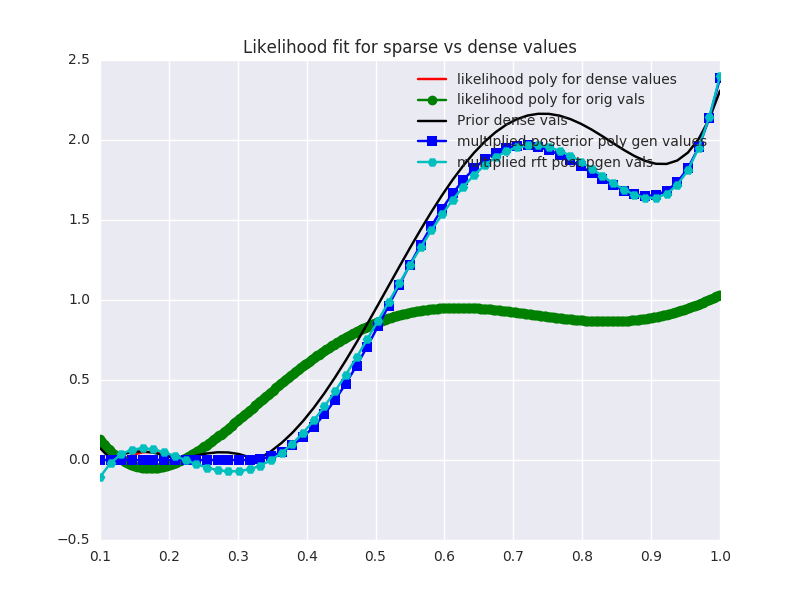 Likelihood fit for sparse vs dense values
2.5
2.0
1.5
1.0
0.5
0.0
−0.5
0.1
0.2
0.3
0.4
0.5
0.6
0.7
0.8
0.9
1.0
likelihood poly for dense values
likelihood poly for orig vals
Prior dense vals
multiplied posterior poly gen values
multiplied rft post gen vals